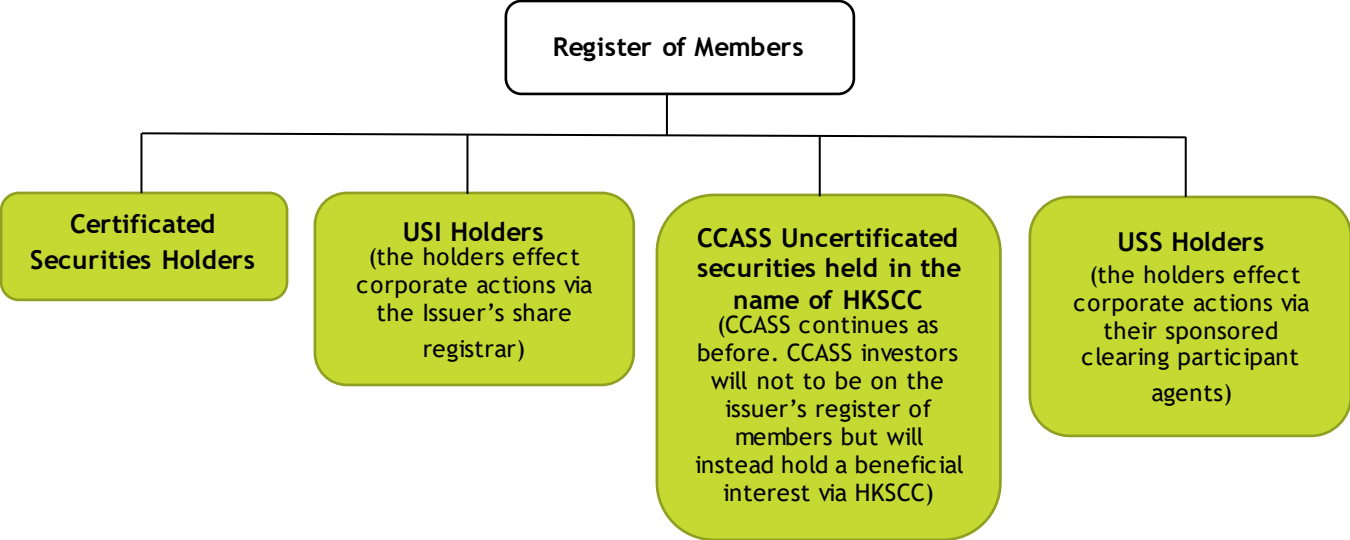 Register of Members
Certificated
Securities Holders
USI Holders
(the holders effect
corporate actions via
the Issuer’s share
registrar)
CCASS Uncertificated
securities held in the
name of HKSCC
(CCASS continues as
before. CCASS investors
will not to be on the
issuer’s register of
members but will
instead hold a beneficial
interest via HKSCC)
USS Holders
(the holders effect
corporate actions via
their sponsored
clearing participant
agents)